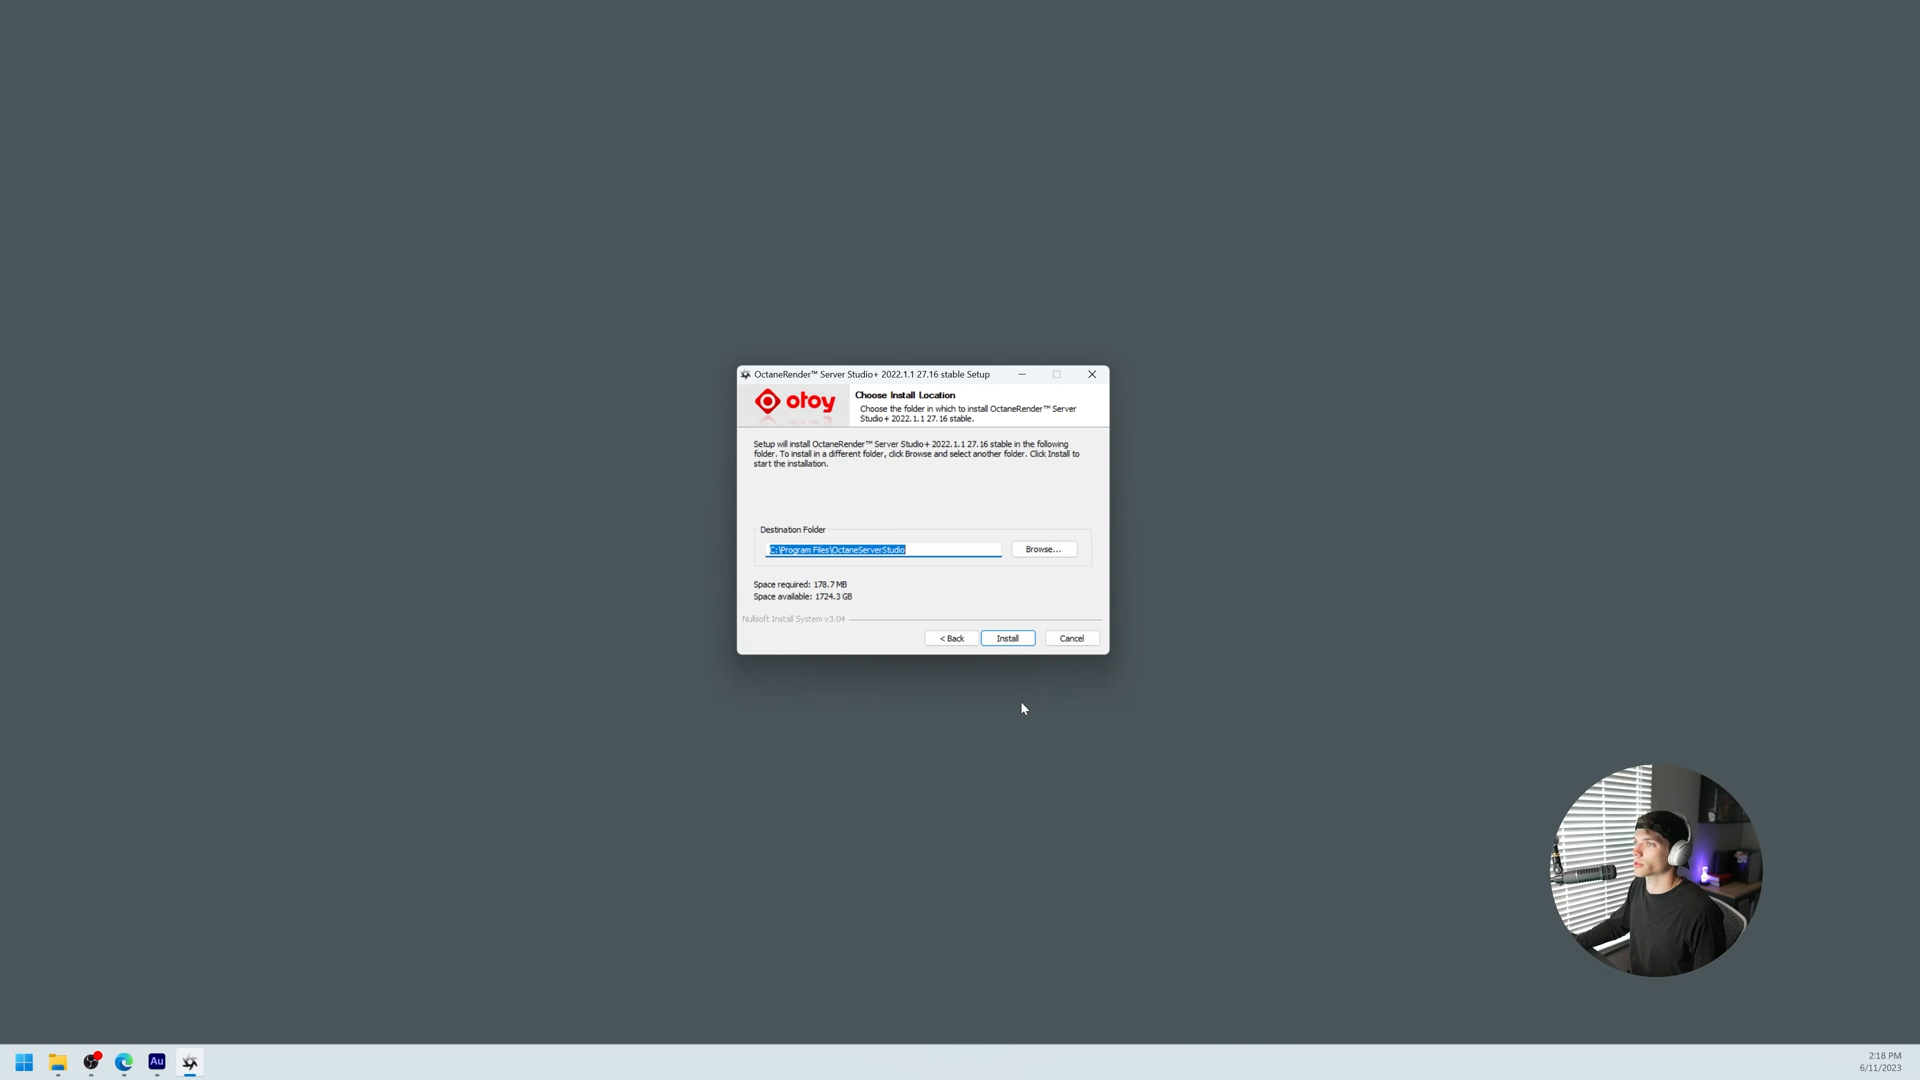 OctaneRender™ Server Studio+ 2022.1.1 27.16 stable Setup
otoy
Choose Install Location
Choose the folder in which to install OctaneRender™ Server
Studio+ 2022.1.1 27.16 stable.
Setup will install OctaneRender™ Server Studio+ 2022.1.1 27.16 stable in the following
folder. To install in a different folder, click Browse and select another folder. Click Install to
start the installation.
Destination Folder
C:\Program Files\OctaneServerStudio
Browse...
Space required: 178.7 MB
Space available: 1724.3 GB
Nullsoft Install System v3.04
< Back
Install
Cancel
Au
2:18 PM
6/11/2023